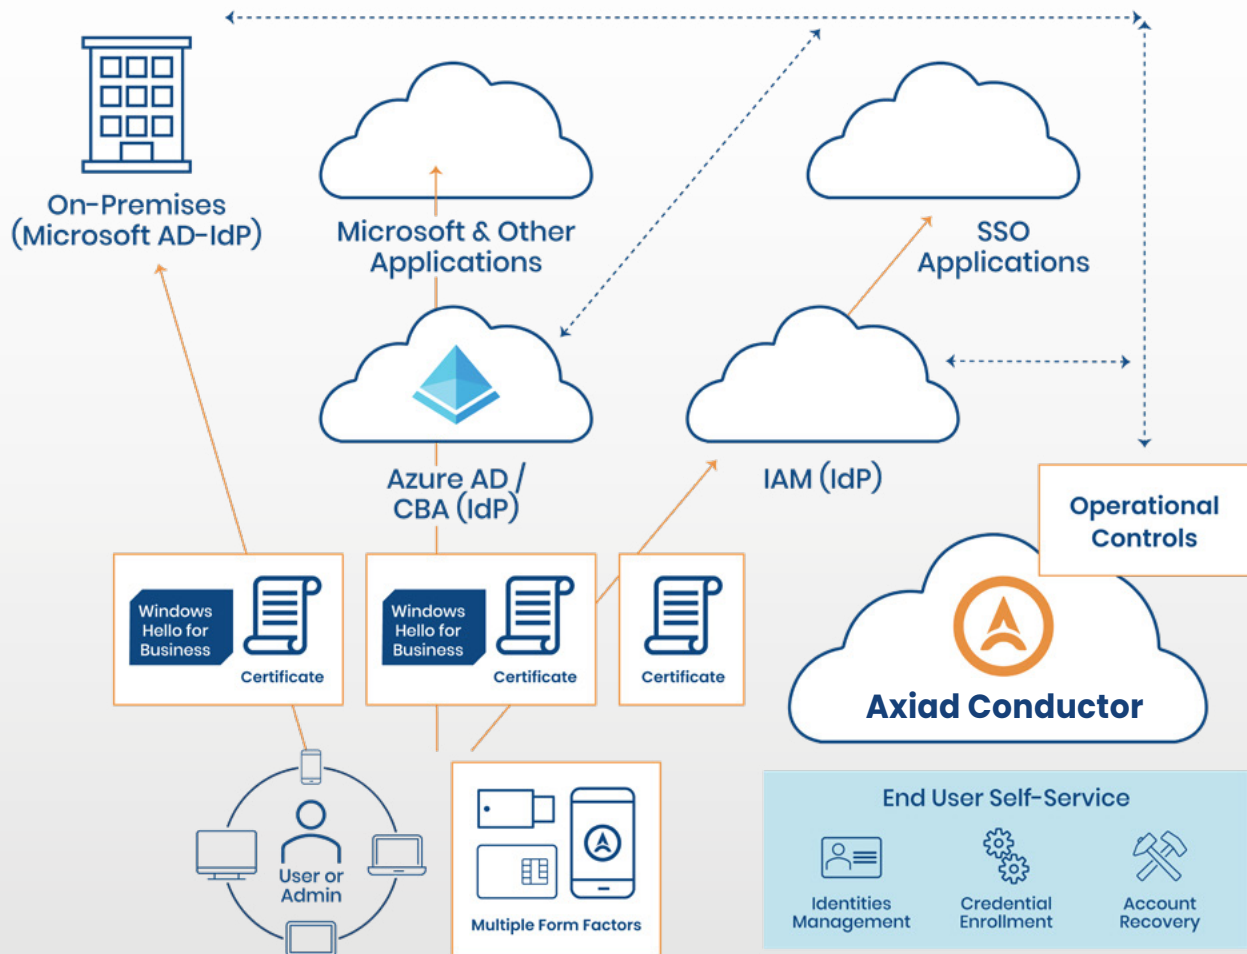 On-Premises
(Microsoft AD-IdP)
Microsoft & Other
Applications
SSO
Applications
Azure AD /
CBA (IdP)
IAM (IdP)
Operational
Controls
Windows
Hello for
Business
Certificate
Windows
Hello for
Business
Certificate
Certificate
Axiad Conductor
User or
Admin
Multiple Form Factors
End User Self-Service
Identities
Management
Credential
Enrollment
Account
Recovery